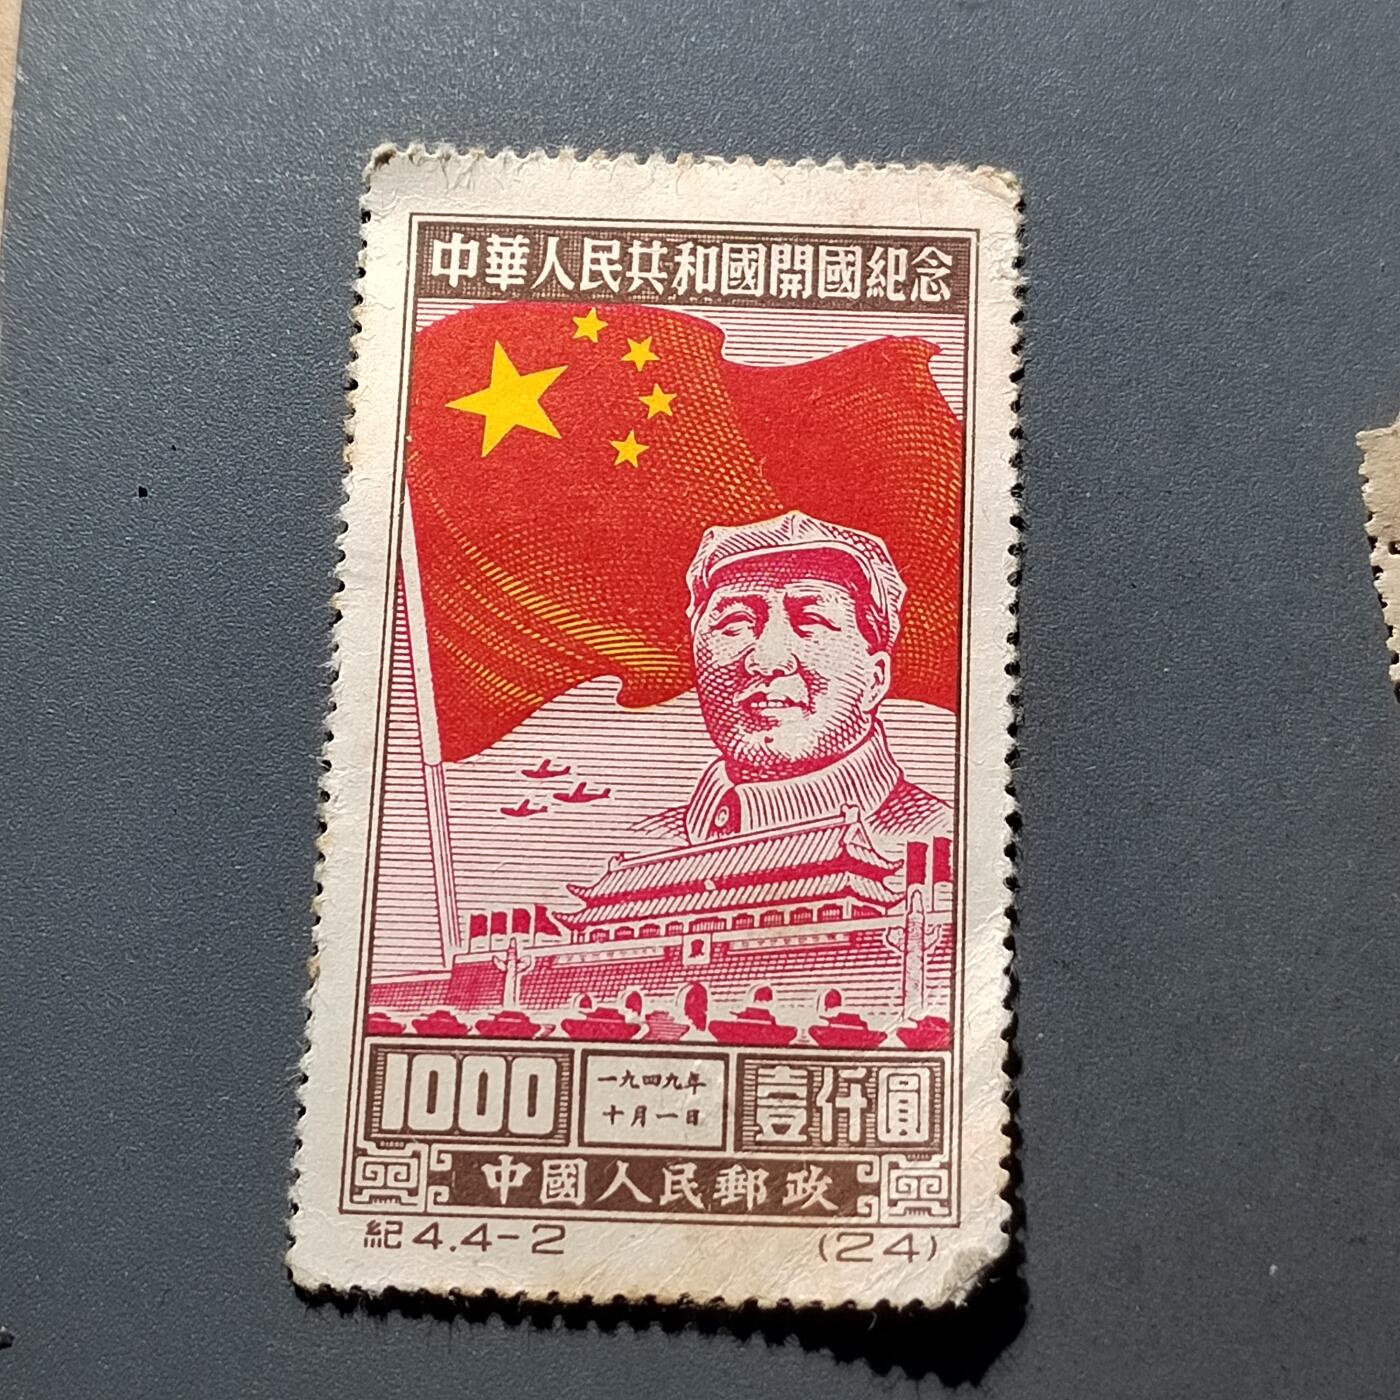 中華人民共和國開國紀念
1000
一九四九年
十月一日
壹仟圓
中國人民郵政
紀4.4-2
(24)